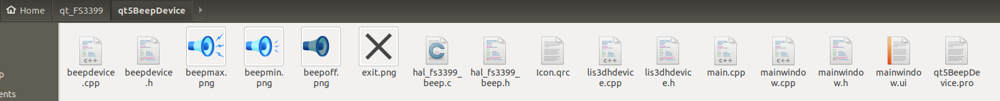 Home qt_FS3399 qt5BeepDevice
beepdevice
.cpp
beepdevice
.h
beepmax.
png
beepmin.
png
beepoff.
png
exit.png
hal_fs3399_
beep.c
hal_fs3399_
beep.h
Icon.qrc
lis3dhdevic
e.cpp
lis3dhdevic
e.h
main.cpp
mainwindo
w.cpp
mainwindo
w.h
mainwindo
w.ui
qt5BeepDe
vice.pro
c++
c++
c++
c++
C
p
ents